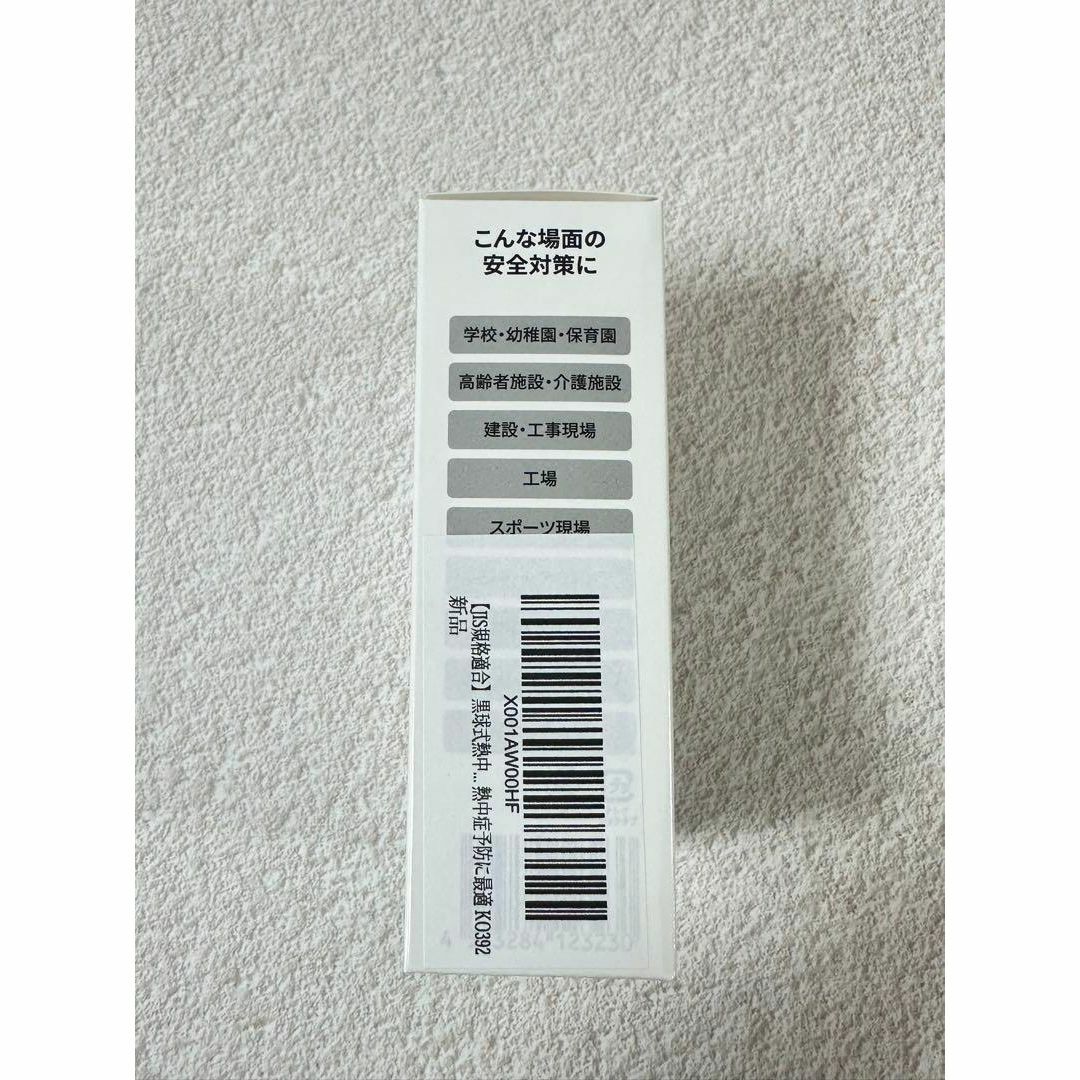 こんな場面の
安全対策に
学校・幼稚園・保育園
高齢者施設・介護施設
建設・工事現場
工場
スポーツ現場
X001AW00HF
【JIS規格適合】黒球式熱中... 熱中症予防に最適 KO392
新品